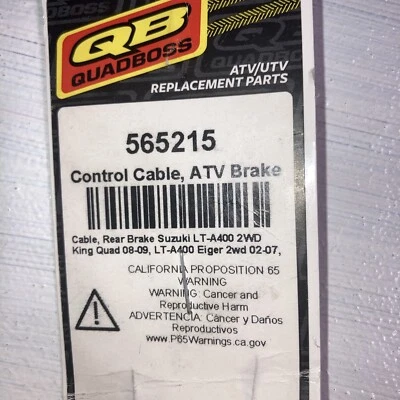 QB
QUADBOSS
ATV/UTV
REPLACEMENT PARTS
565215
Control Cable, ATV Brake
Cable, Rear Brake Suzuki LT-A400 2WD
King Quad 08-09, LT-A400 Eiger 2wd 02-07,
CALIFORNIA PROPOSITION 65
WARNING
WARNING: Cancer and
Reproductive Harm
ADVERTENCIA: Cáncer y Daños
Reproductivos
www.P65Warnings.ca.gov